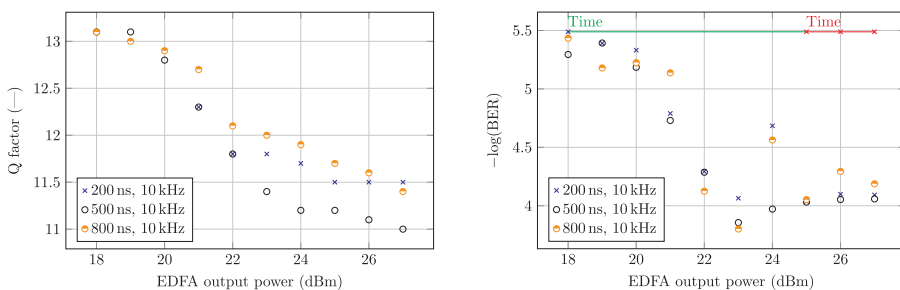 13
12.5
12
11.5
11
18 20 22 24 26
Q factor (—)
EDFA output power (dBm)
200 ns, 10 kHz
500 ns, 10 kHz
800 ns, 10 kHz
Time Time
5.5
5
4.5
4
18 20 22 24 26
−log(BER)
EDFA output power (dBm)
200 ns, 10 kHz
500 ns, 10 kHz
800 ns, 10 kHz